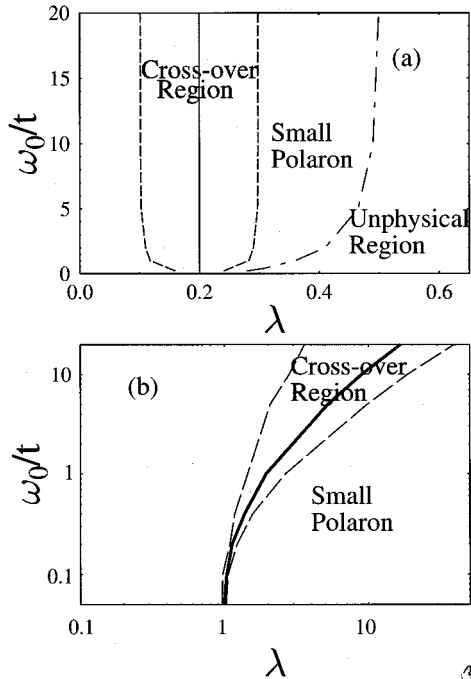 20
15
10
5
0
ω₀/t
Cross-over
Region
(a)
Small
Polaron
Unphysical
Region
0.0
0.2
0.4
0.6
λ
10
1
0.1
ω₀/t
(b)
Cross-over
Region
Small
Polaron
0.1
1
10
λ